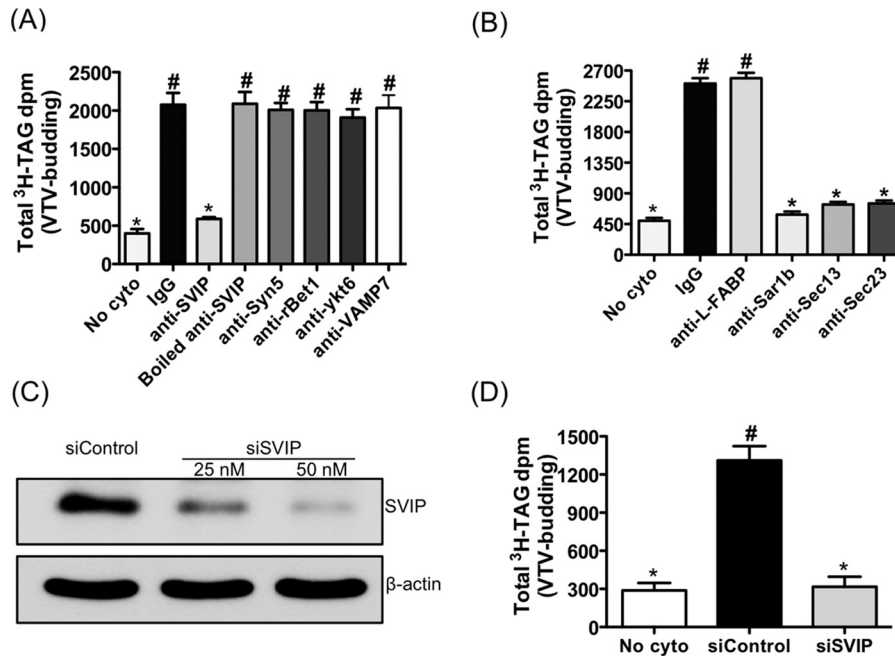 (A)
Total ³H-TAG dpm
(VTV-budding)
2500
2000
1500
1000
500
0
*
#
*
#
#
#
#
#
No cyto
IgG
anti-SVIP
Boiled anti-SVIP
anti-Syn5
anti-rBet1
anti-ykt6
anti-VAMP7
(B)
Total ³H-TAG dpm
(VTV-budding)
2700
2250
1800
1350
900
450
0
*
#
#
*
*
*
No cyto
IgG
anti-L-FABP
anti-Sar1b
anti-Sec13
anti-Sec23
(C)
siControl
siSVIP
25 nM
50 nM
SVIP
β-actin
(D)
Total ³H-TAG dpm
(VTV-budding)
1500
1200
900
600
300
0
*
#
*
No cyto
siControl
siSVIP